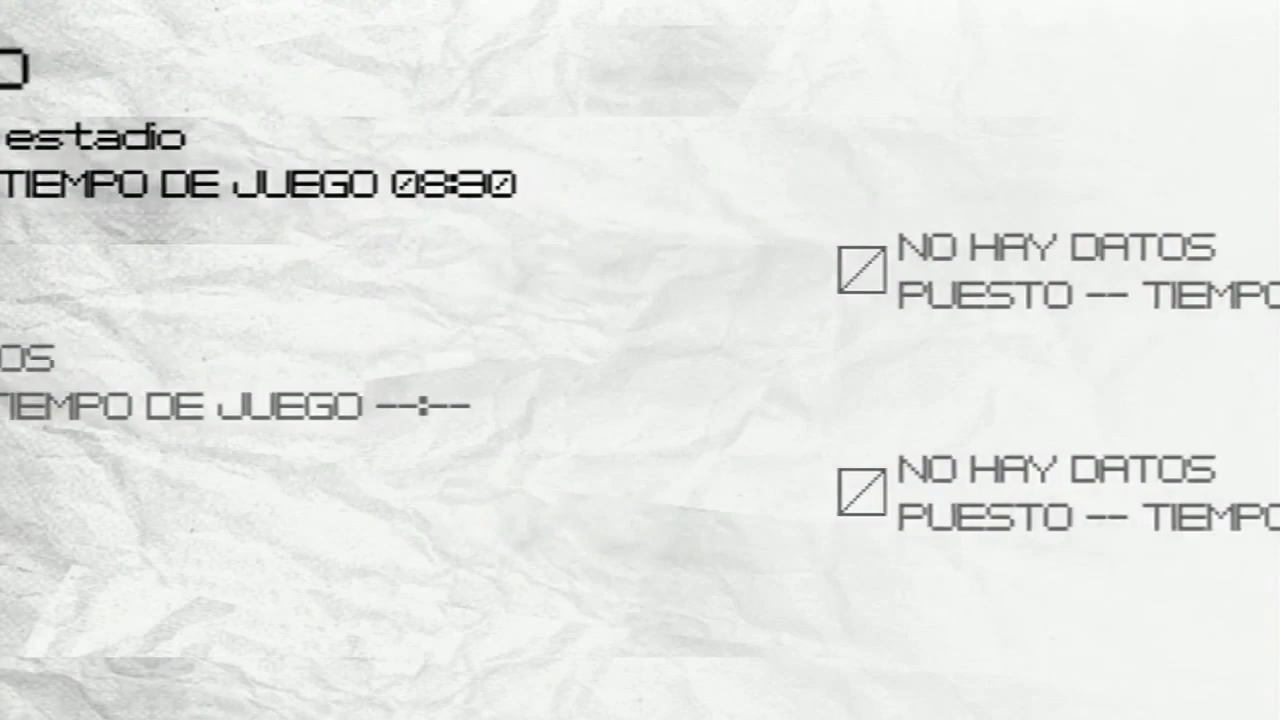 estadio
TIEMPO DE JUEGO 08:30
NO HAY DATOS
PUESTO -- TIEMPO
OS
TIEMPO DE JUEGO --:--
NO HAY DATOS
PUESTO -- TIEMPO